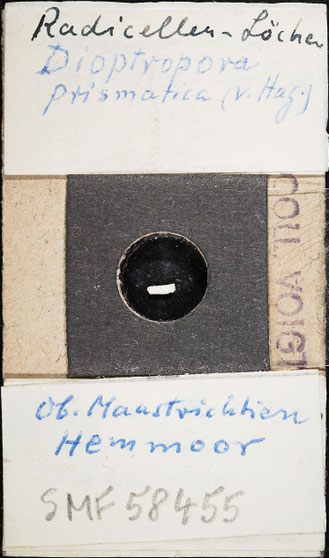 Radicellen-Löcher
Dioptropora
prismatica (v. Hag.)
COLL. VOIGT
Ob. Maastrichtien
Hemmoor
SMF 58455